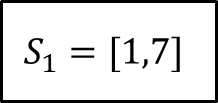 S₁ = [1,7]